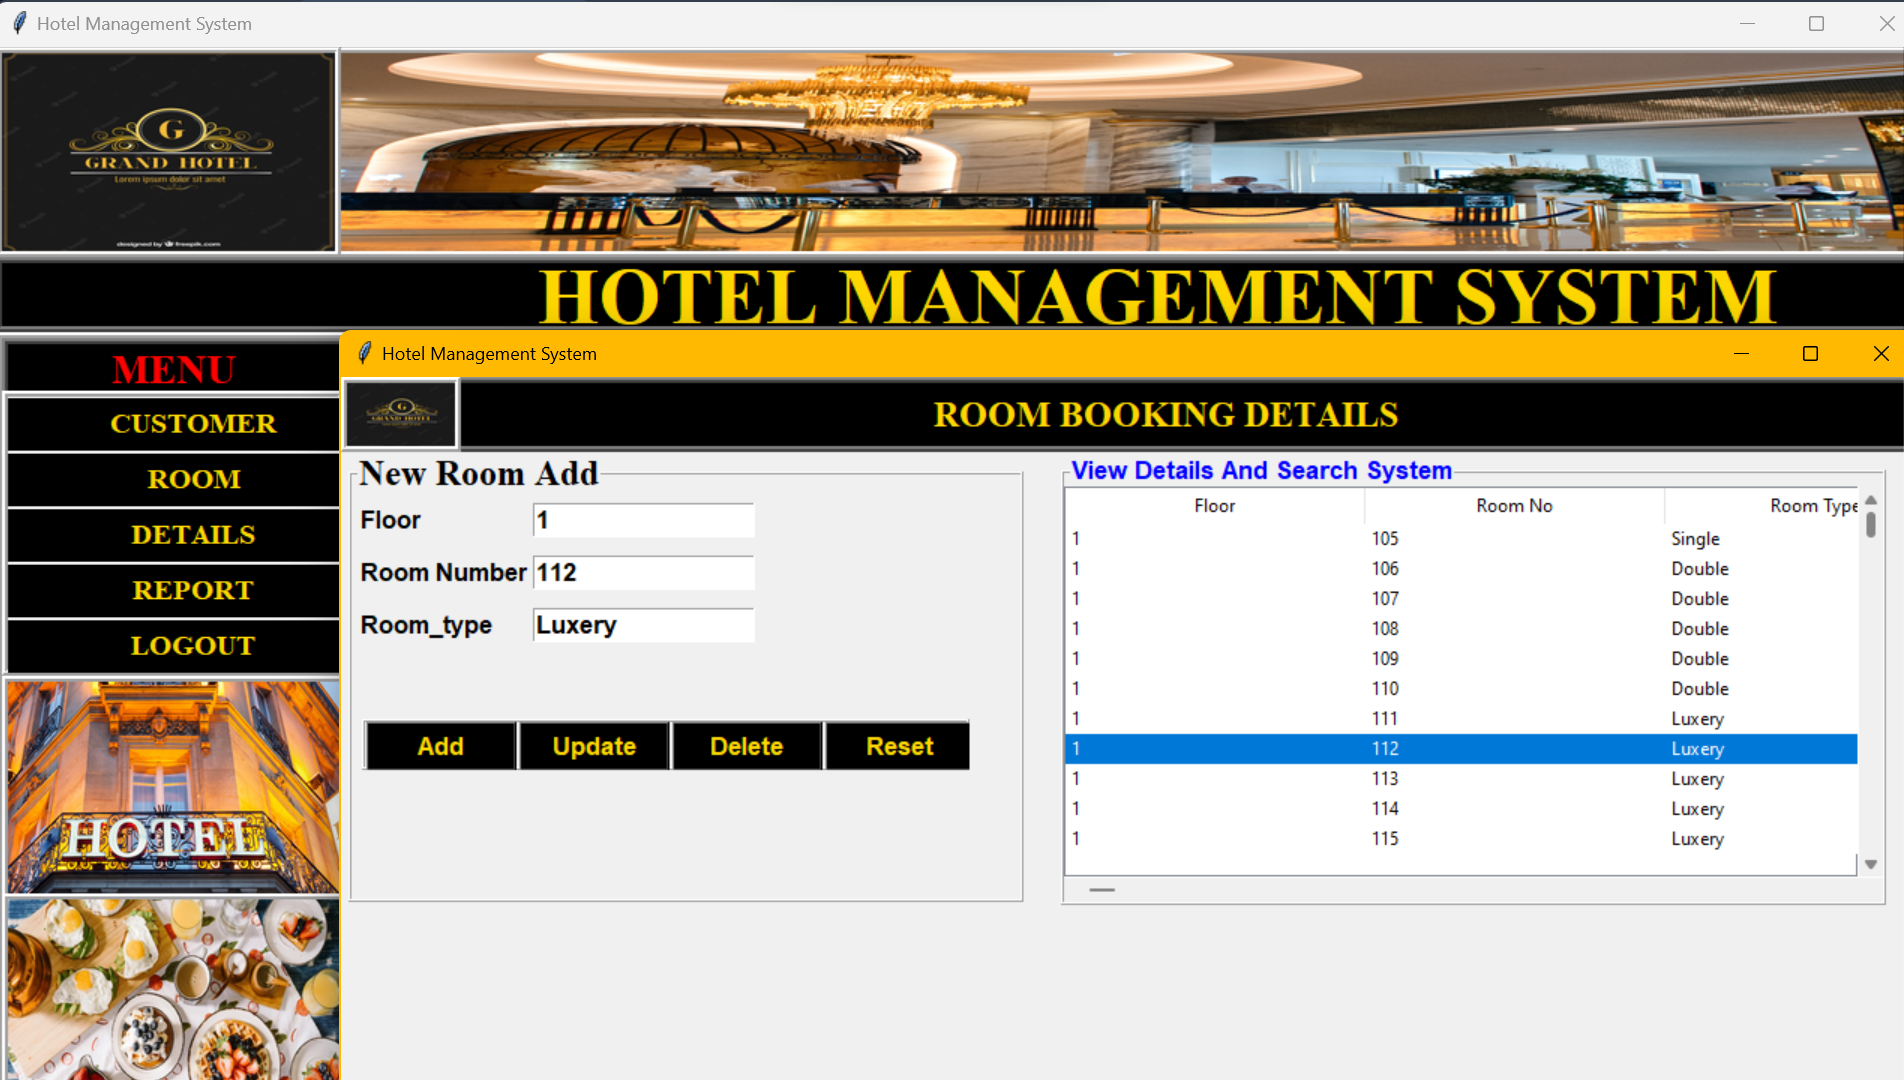 Hotel Management System
G
GRAND HOTEL
Lorem ipsum dolor sit amet
designed by freepik.com
HOTEL MANAGEMENT SYSTEM
MENU
CUSTOMER
ROOM
DETAILS
REPORT
LOGOUT
HOTEL
Hotel Management System
G
GRAND HOTEL
ROOM BOOKING DETAILS
New Room Add
Floor 1
Room Number 112
Room_type Luxery
Add Update Delete Reset
View Details And Search System
Floor Room No Room Type
1 105 Single
1 106 Double
1 107 Double
1 108 Double
1 109 Double
1 110 Double
1 111 Luxery
1 112 Luxery
1 113 Luxery
1 114 Luxery
1 115 Luxery